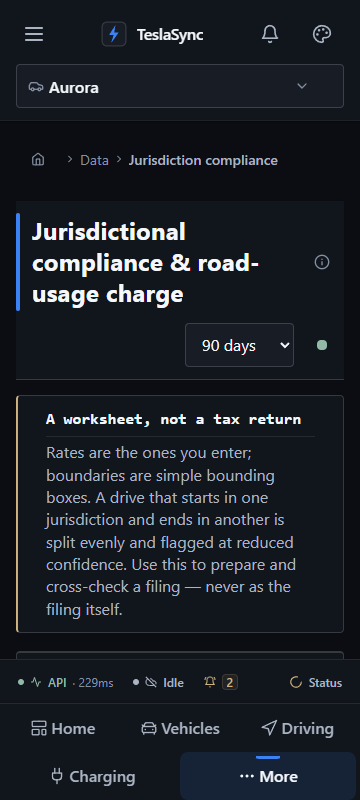 TeslaSync
Aurora
Data
Jurisdiction compliance
Jurisdictional
compliance & road-
usage charge
90 days
A worksheet, not a tax return
Rates are the ones you enter;
boundaries are simple bounding
boxes. A drive that starts in one
jurisdiction and ends in another is
split evenly and flagged at reduced
confidence. Use this to prepare and
cross-check a filing — never as the
filing itself.
API · 229ms Idle 2 Status
Home Vehicles Driving
Charging More